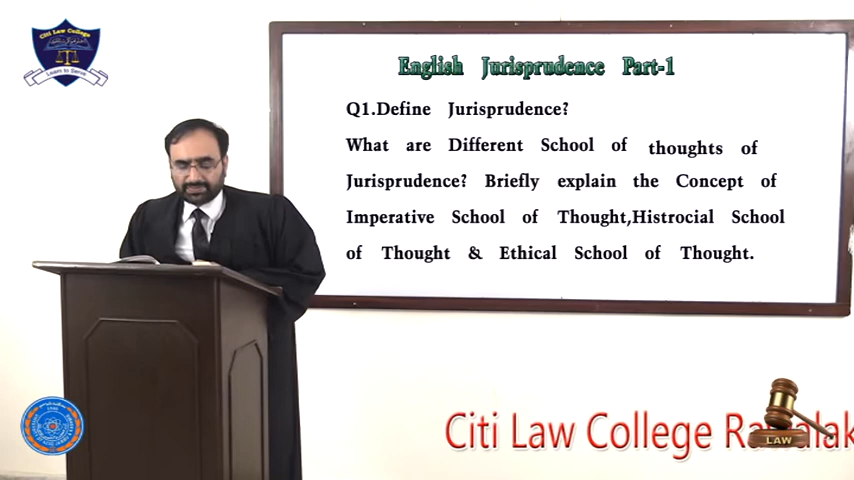 Citi Law College
Learn to Serve
English Jurisprudence Part-1
Q1.Define Jurisprudence?
What are Different School of thoughts of
Jurisprudence? Briefly explain the Concept of
Imperative School of Thought,Histrocial School
of Thought & Ethical School of Thought.
Citi Law College
LAW